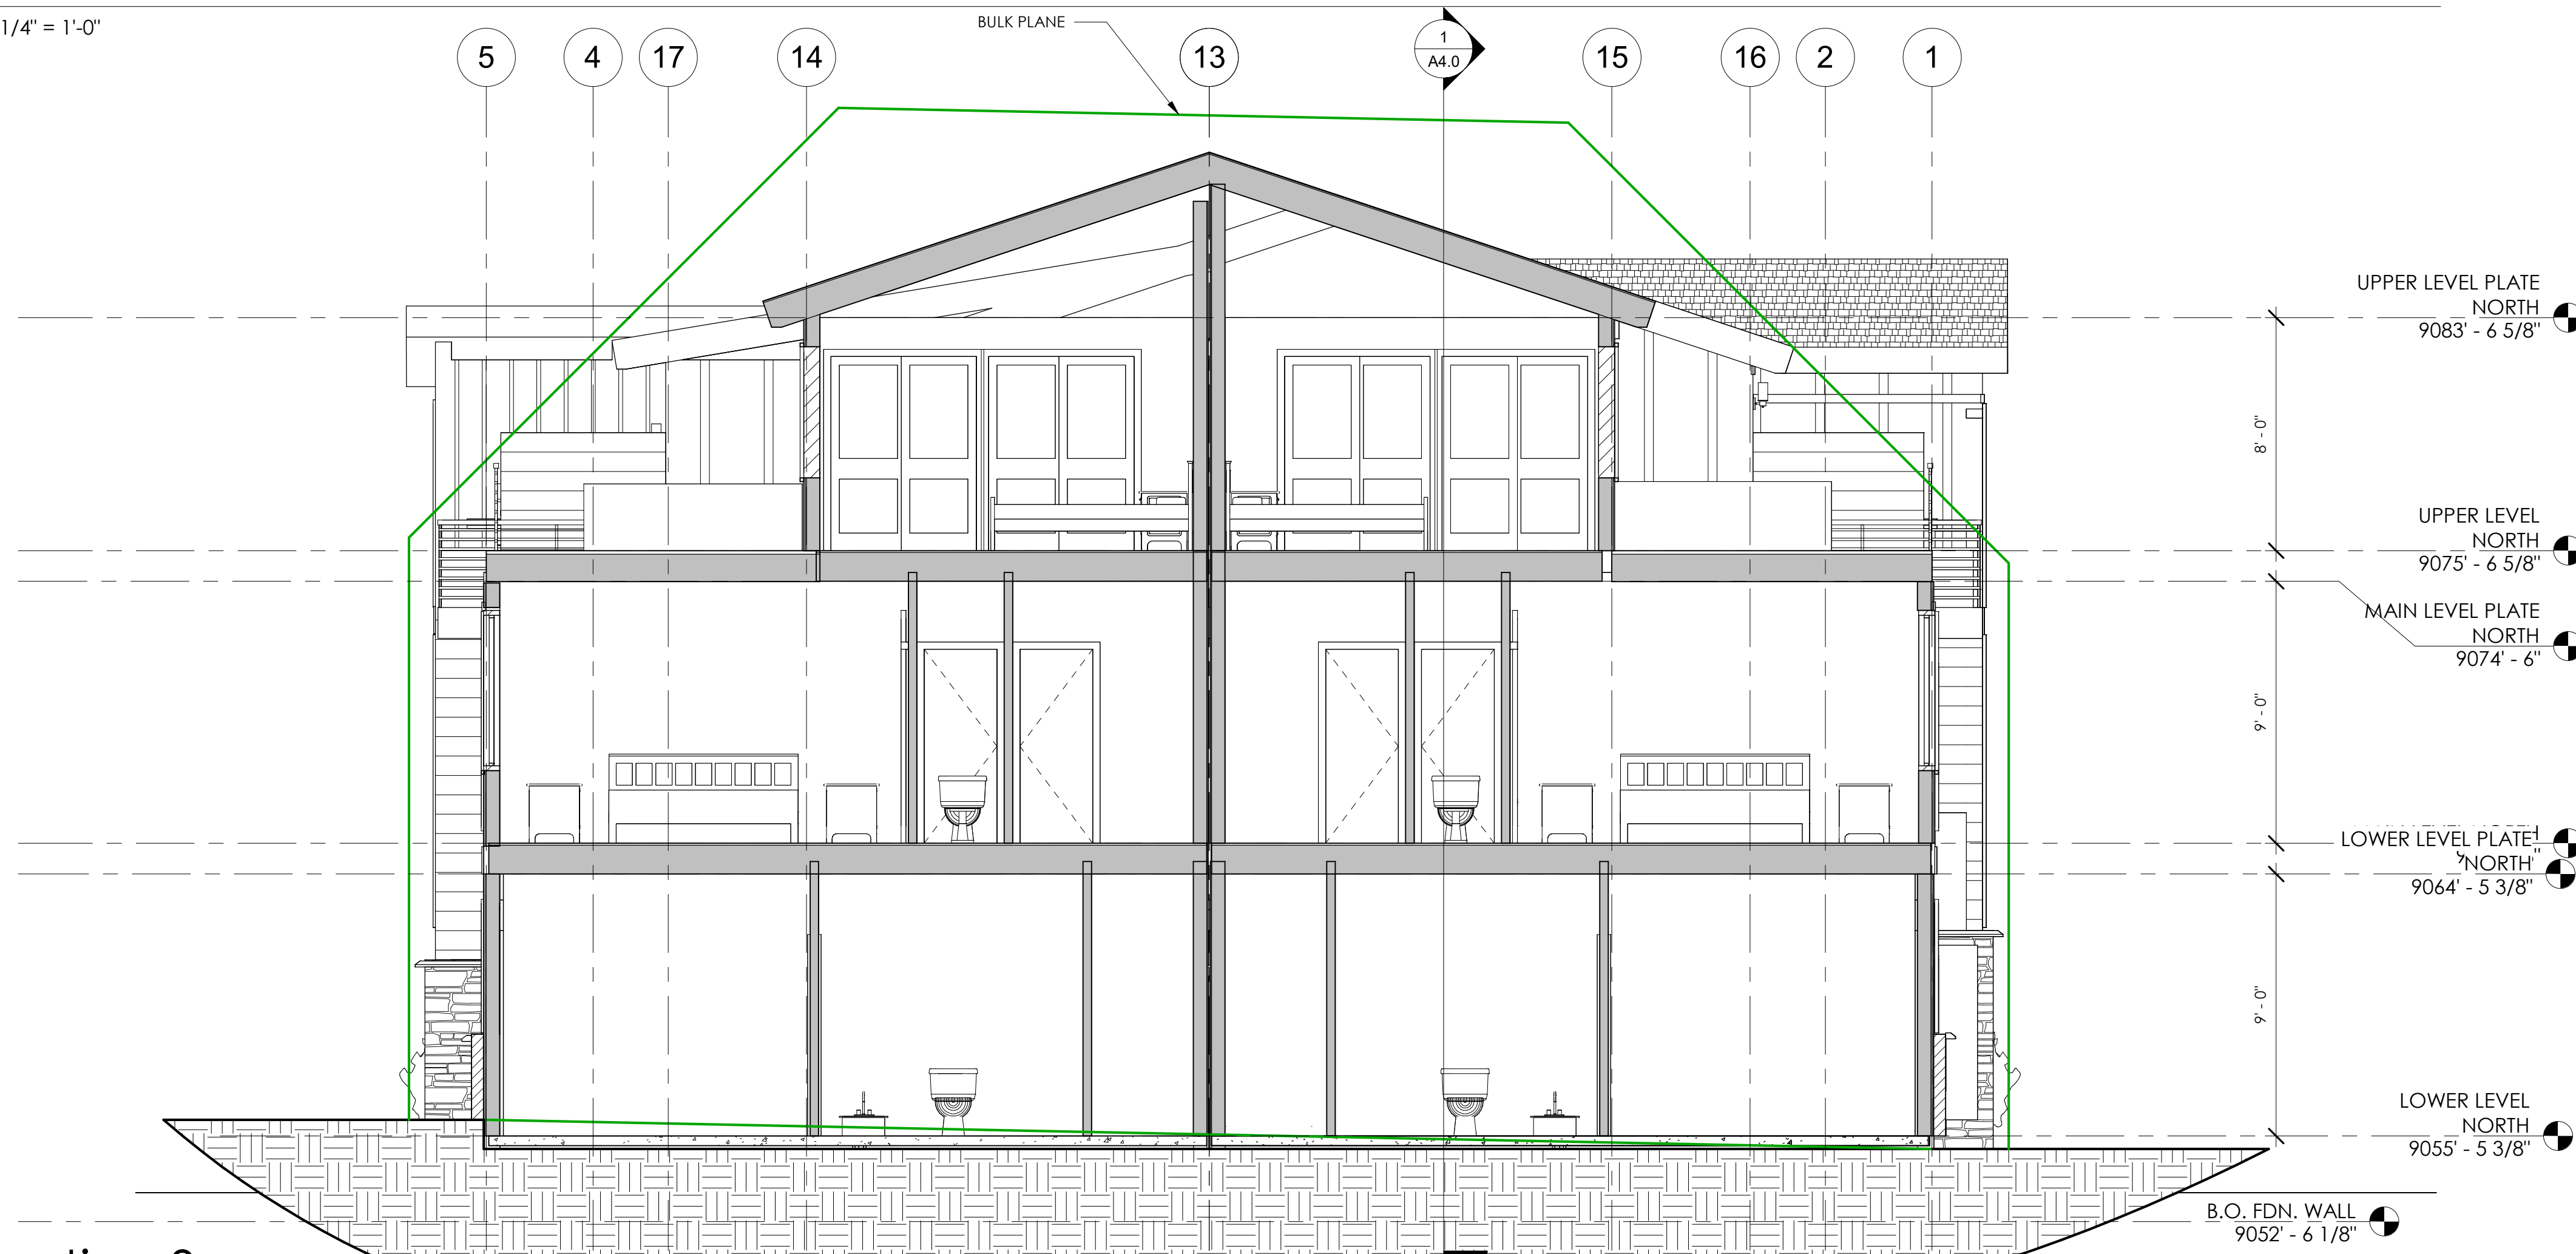 1/4" = 1'-0"
BULK PLANE
5
4
17
14
13
1
A4.0
15
16
2
1
UPPER LEVEL PLATE
NORTH
9083' - 6 5/8"
8' - 0"
UPPER LEVEL
NORTH
9075' - 6 5/8"
MAIN LEVEL PLATE
NORTH
9074' - 6"
9' - 0"
LOWER LEVEL PLATE
NORTH
9064' - 5 3/8"
9' - 0"
LOWER LEVEL
NORTH
9055' - 5 3/8"
B.O. FDN. WALL
9052' - 6 1/8"